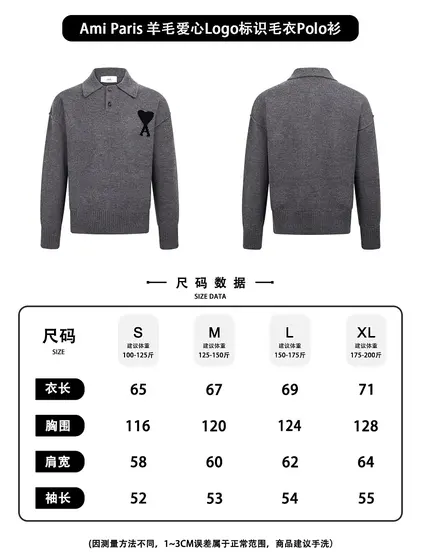 Ami Paris 羊毛爱心Logo标识毛衣Polo衫
尺码数据
SIZE DATA
尺码 S M L XL
SIZE 建议体重 建议体重 建议体重 建议体重
100-125斤 125-150斤 150-175斤 175-200斤
衣长 65 67 69 71
胸围 116 120 124 128
肩宽 58 60 62 64
袖长 52 53 54 55
(因测量方法不同，1~3CM误差属于正常范围，商品建议手洗)